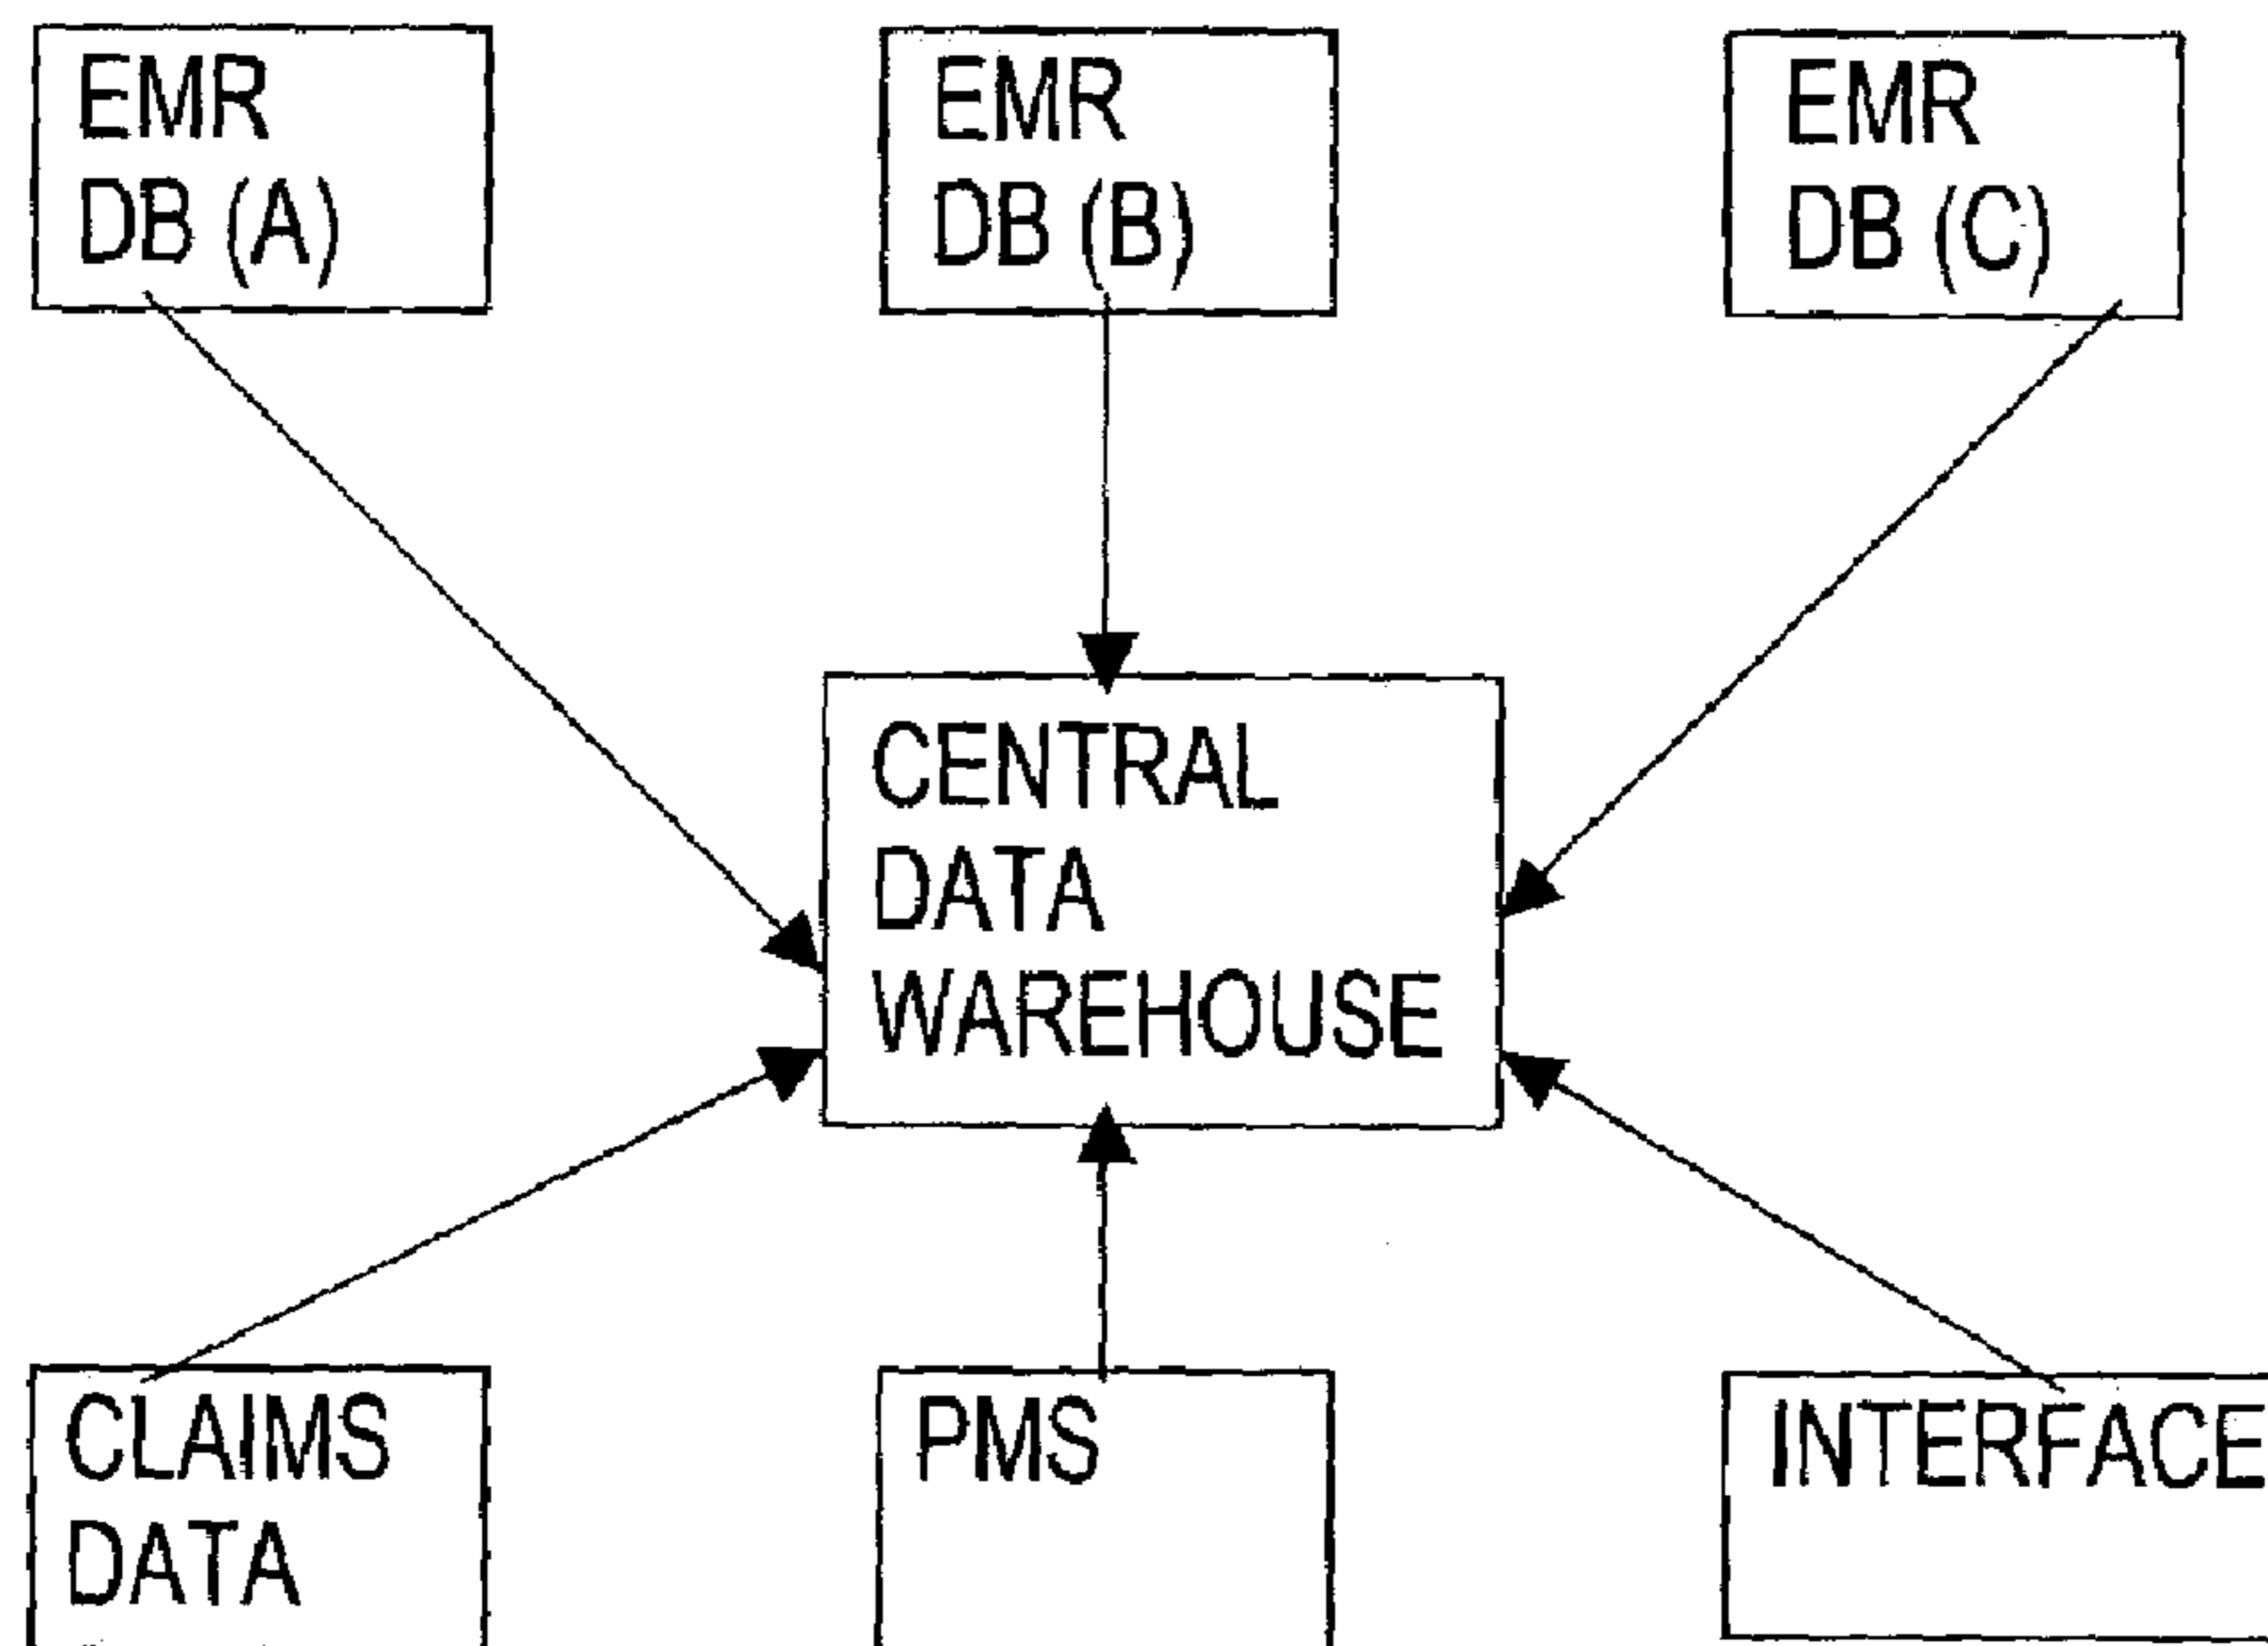 EMR
DB (A)
EMR
DB (B)
EMR
DB (C)
CENTRAL
DATA
WAREHOUSE
CLAIMS
DATA
PMS
INTERFACE